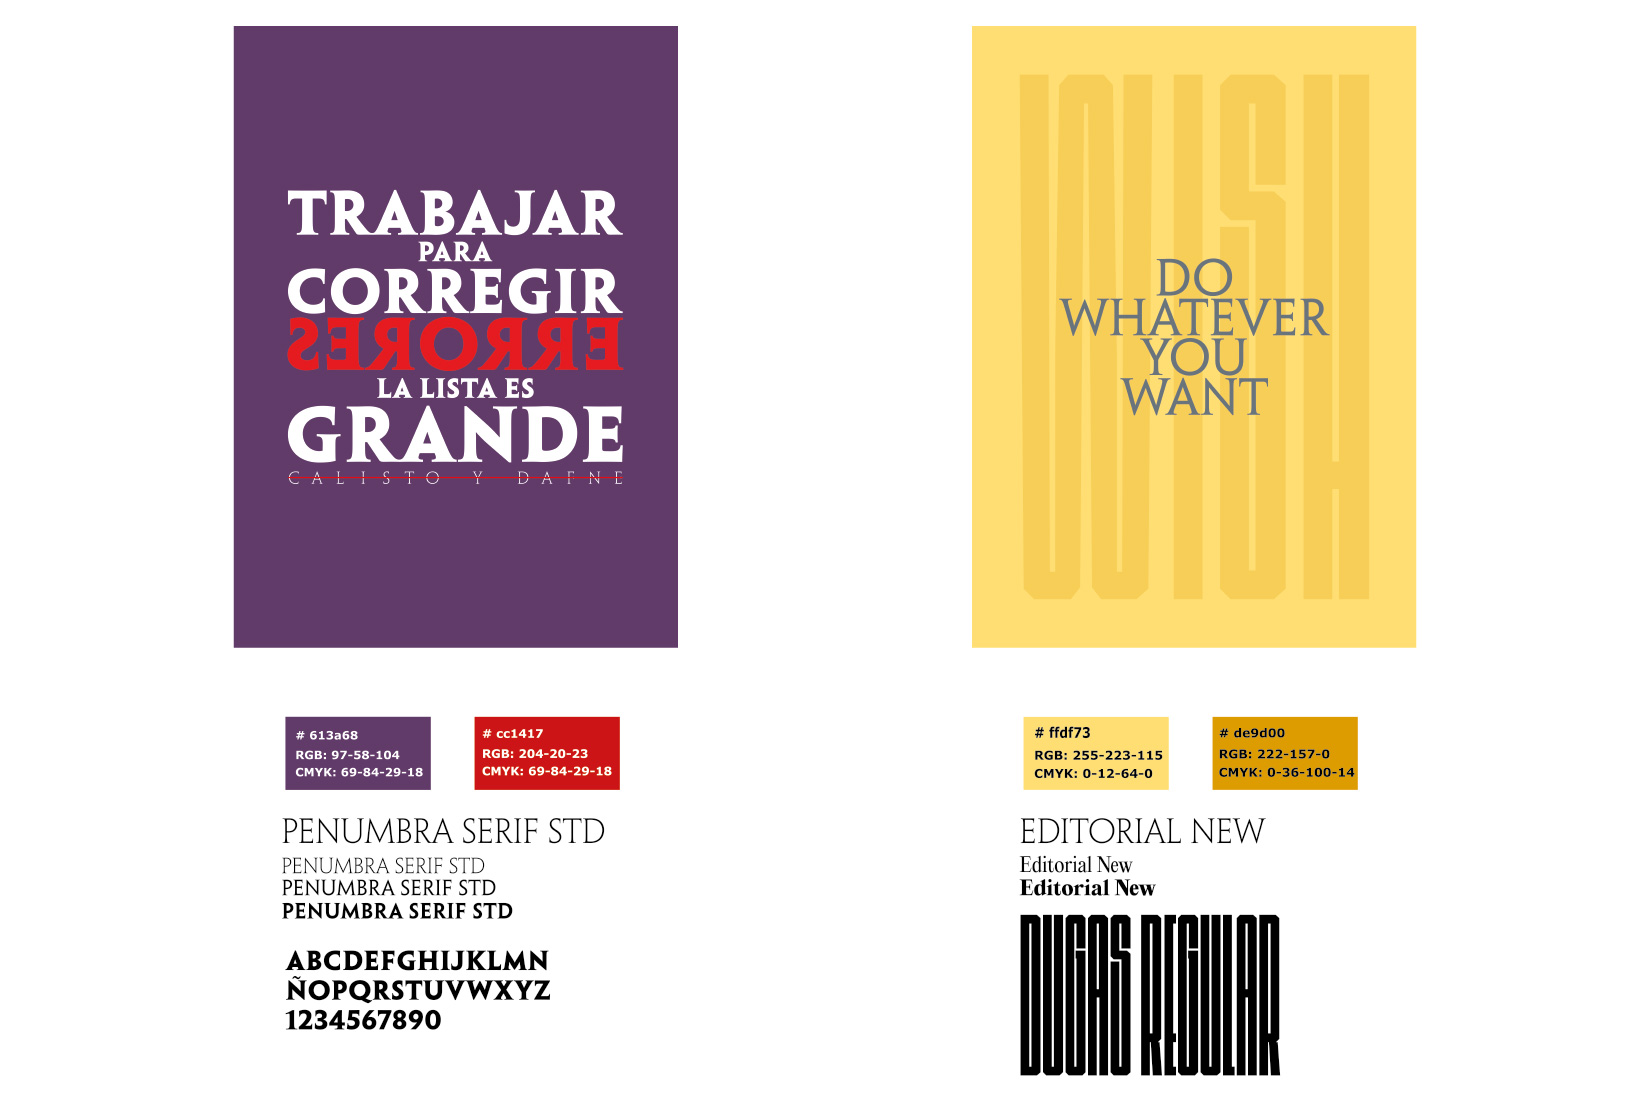 TRABAJAR
PARA
CORREGIR
ERRORES
LA LISTA ES
GRANDE
CALISTO Y DAFNE
# 613a68
RGB: 97-58-104
CMYK: 69-84-29-18
# cc1417
RGB: 204-20-23
CMYK: 69-84-29-18
PENUMBRA SERIF STD
PENUMBRA SERIF STD
PENUMBRA SERIF STD
PENUMBRA SERIF STD
ABCDEFGHIJKLMN
ÑOPQRSTUVWXYZ
1234567890
WISH
DO
WHATEVER
YOU
WANT
# ffdf73
RGB: 255-223-115
CMYK: 0-12-64-0
# de9d00
RGB: 222-157-0
CMYK: 0-36-100-14
EDITORIAL NEW
Editorial New
Editorial New
DUGAS REGULAR